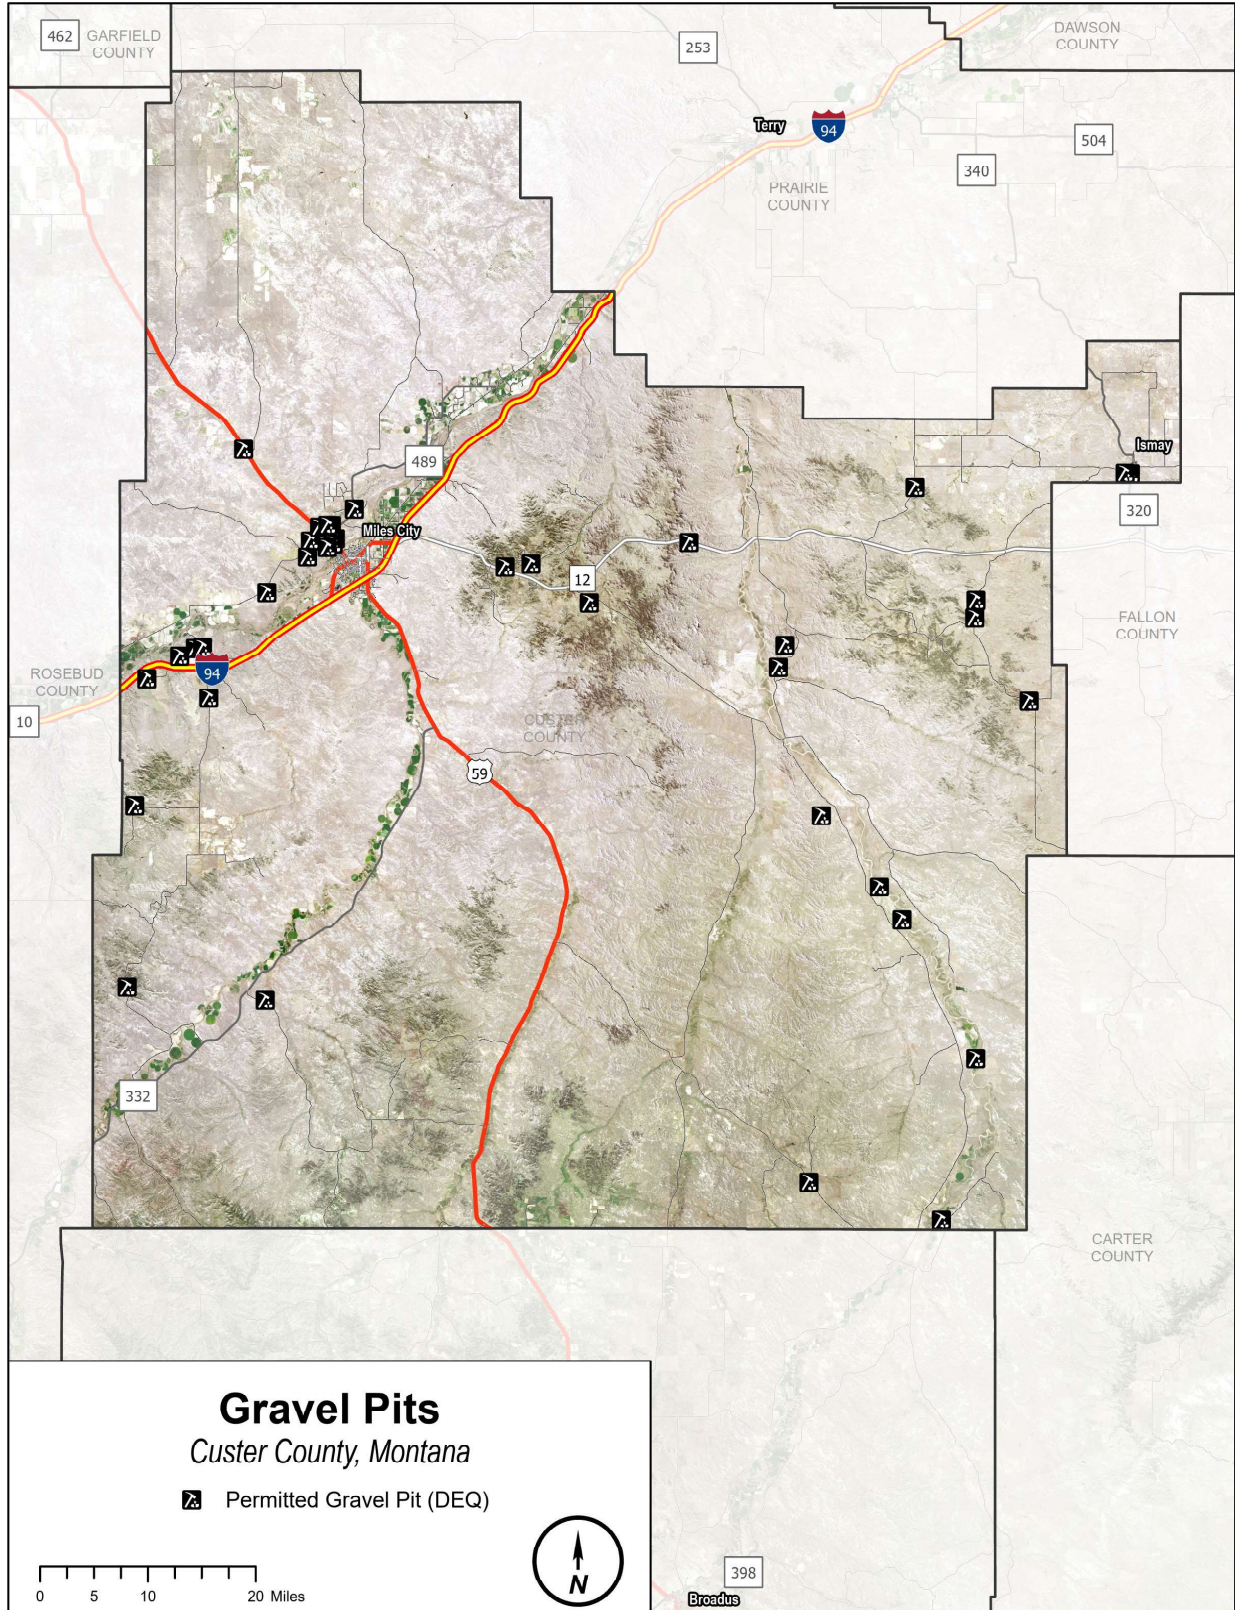 462
GARFIELD
COUNTY
253
DAWSON
COUNTY
Terry
94
504
340
PRAIRIE
COUNTY
Ismay
489
Miles City
320
12
FALLON
COUNTY
ROSEBUD
COUNTY
94
10
CUSTER
COUNTY
59
332
CARTER
COUNTY
Gravel Pits
Custer County, Montana
Permitted Gravel Pit (DEQ)
N
0 5 10 20 Miles
398
Broadus